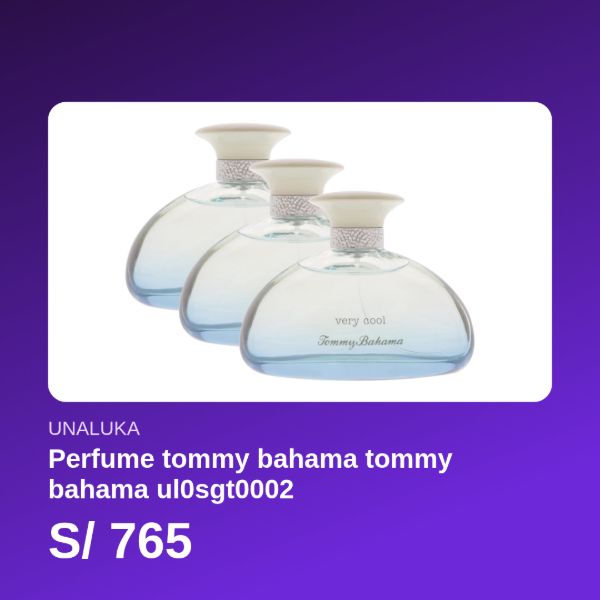 very cool
Tommy Bahama
UNALUKA
Perfume tommy bahama tommy
bahama ul0sgt0002
S/ 765